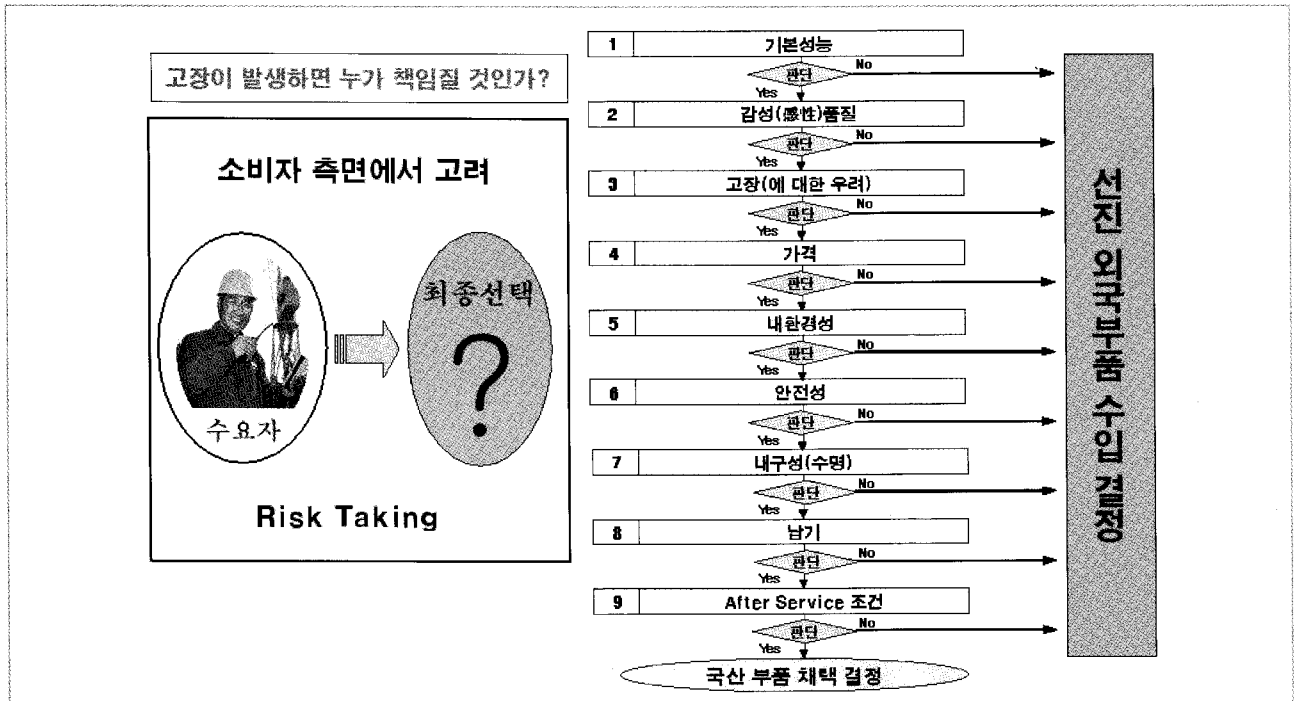 고장이 발생하면 누가 책임질 것인가?
소비자 측면에서 고려
수요자
최종선택
?
Risk Taking
1 기본성능
판단 No
Yes
2 감성(感性)품질
판단 No
Yes
3 고장(에 대한 우려)
판단 No
Yes
4 가격
판단 No
Yes
5 내환경성
판단 No
Yes
6 안전성
판단 No
Yes
7 내구성(수명)
판단 No
Yes
8 남기
판단 No
Yes
9 After Service 조건
판단 No
Yes
국산 부품 채택 결정
선진 외국부품 수입 결정